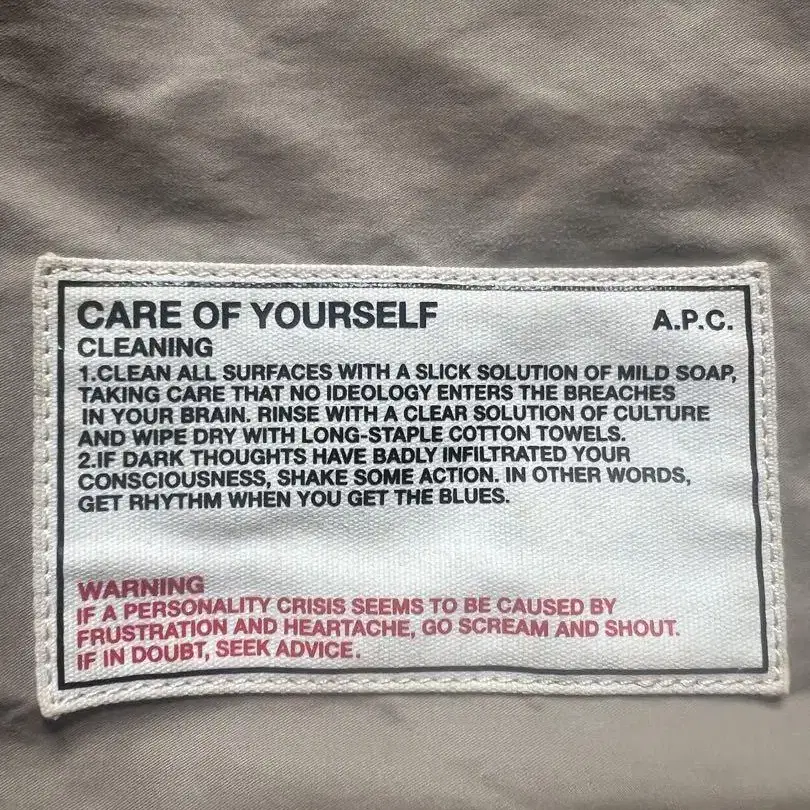 CARE OF YOURSELF A.P.C.
CLEANING
1.CLEAN ALL SURFACES WITH A SLICK SOLUTION OF MILD SOAP,
TAKING CARE THAT NO IDEOLOGY ENTERS THE BREACHES
IN YOUR BRAIN. RINSE WITH A CLEAR SOLUTION OF CULTURE
AND WIPE DRY WITH LONG-STAPLE COTTON TOWELS.
2.IF DARK THOUGHTS HAVE BADLY INFILTRATED YOUR
CONSCIOUSNESS, SHAKE SOME ACTION. IN OTHER WORDS,
GET RHYTHM WHEN YOU GET THE BLUES.
WARNING
IF A PERSONALITY CRISIS SEEMS TO BE CAUSED BY
FRUSTRATION AND HEARTACHE, GO SCREAM AND SHOUT.
IF IN DOUBT, SEEK ADVICE.